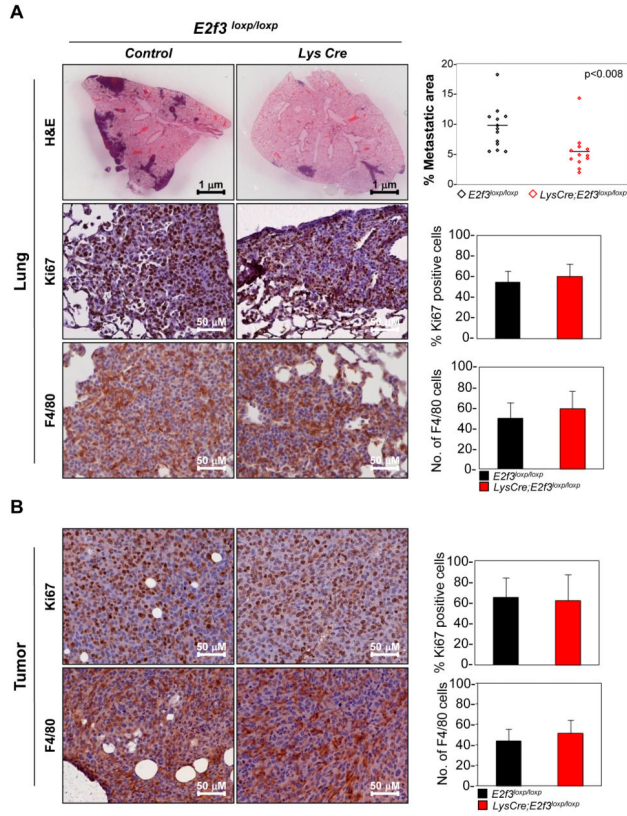 A
E2f3 loxp/loxp
Control
Lys Cre
Lung
H&E
1 μm
1 μm
% Metastatic area
20
15
10
5
0
p<0.008
E2f3loxp/loxp
LysCre;E2f3loxp/loxp
Ki67
50 μM
50 μM
% Ki67 positive cells
100
80
60
40
20
0
F4/80
50 μM
50 μM
No. of F4/80 cells
100
80
60
40
20
0
E2f3loxp/loxp
LysCre;E2f3loxp/loxp
B
Tumor
Ki67
50 μM
50 μM
% Ki67 positive cells
100
80
60
40
20
0
F4/80
50 μM
50 μM
No. of F4/80 cells
100
80
60
40
20
0
E2f3loxp/loxp
LysCre;E2f3loxp/loxp